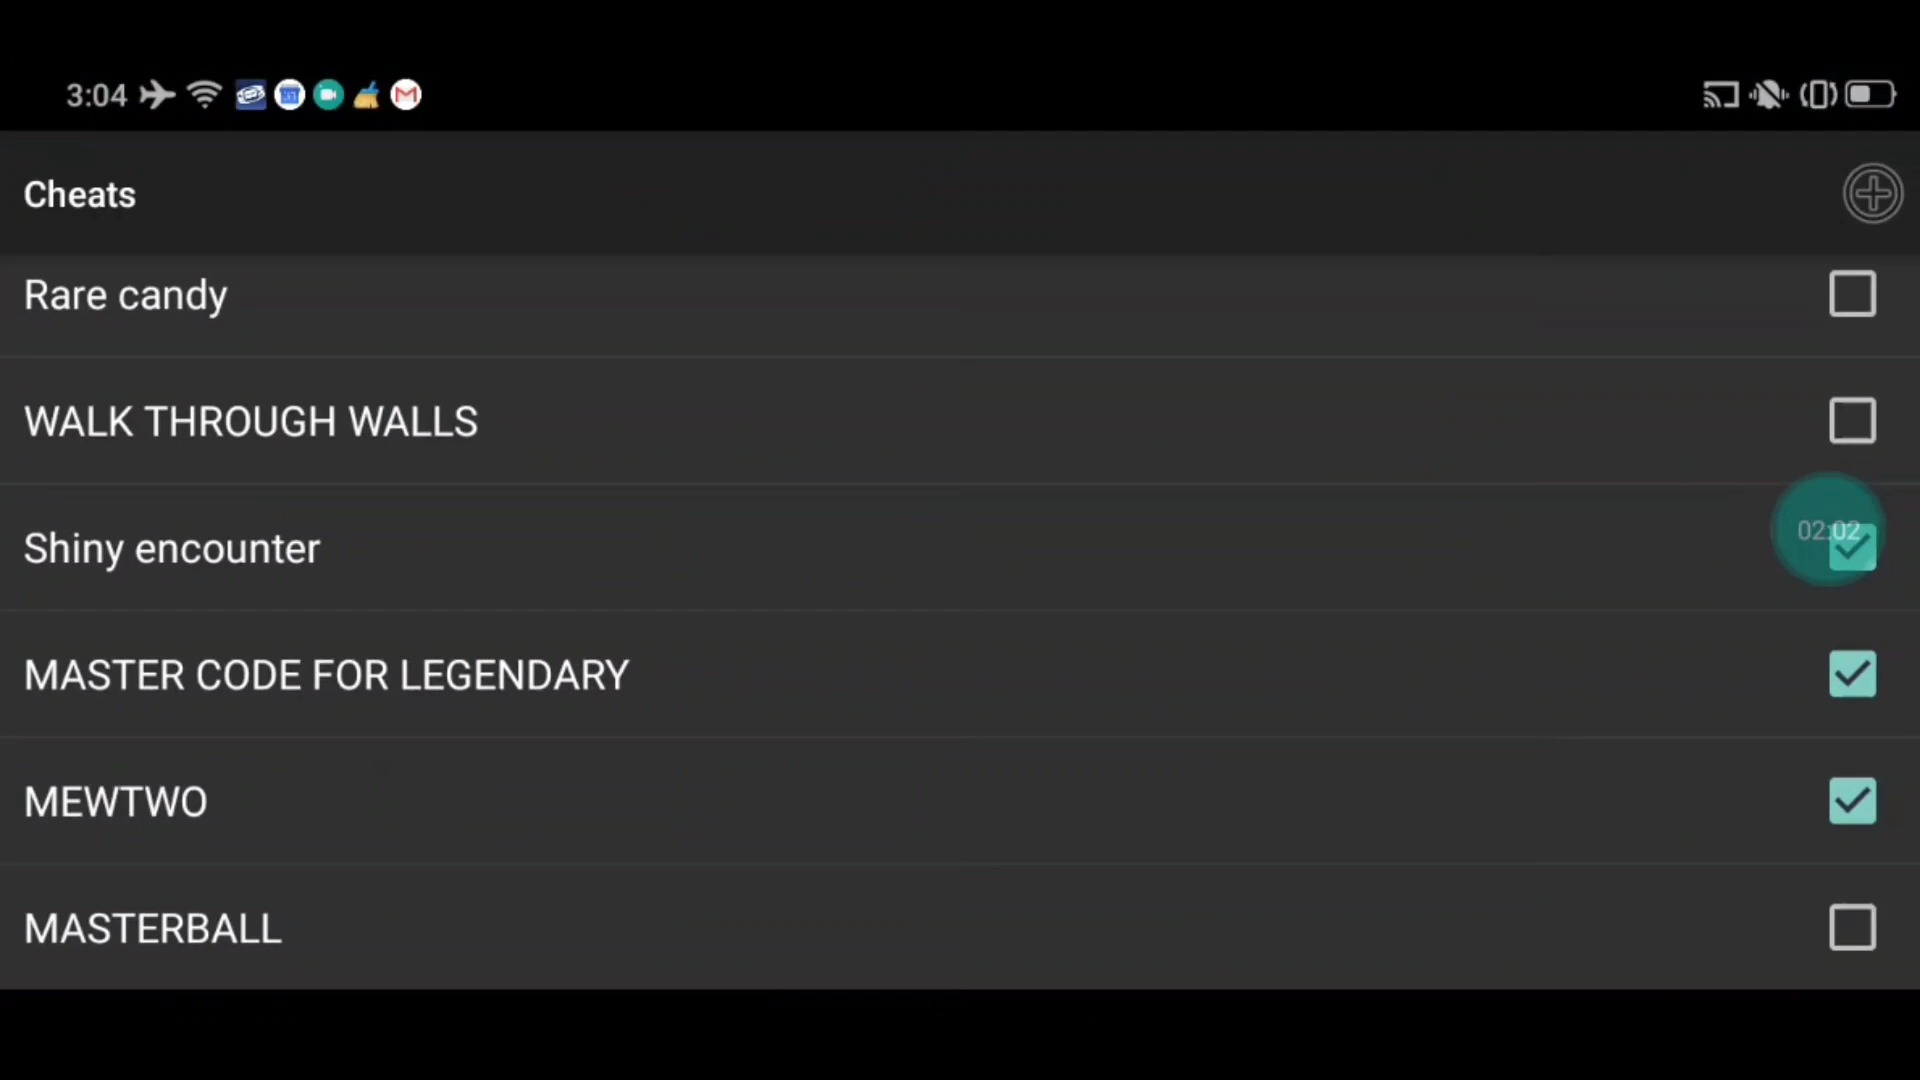 3:04
Cheats
Rare candy
WALK THROUGH WALLS
Shiny encounter
02:02
MASTER CODE FOR LEGENDARY
MEWTWO
MASTERBALL